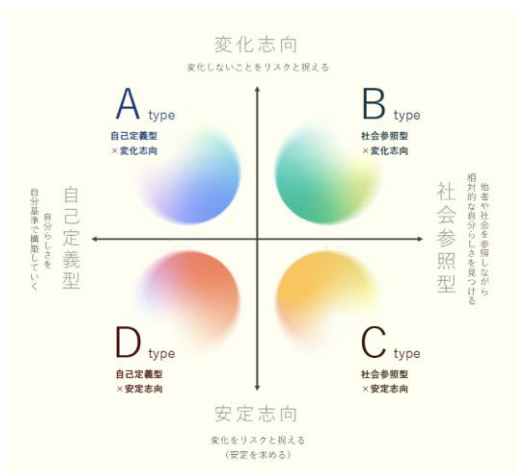 変化志向
変化しないことをリスクと捉える
A type
自己定義型
×変化志向
B type
社会参照型
×変化志向
自己定義型
自分らしさを
自分基準で構築していく
社会参照型
他者や社会を参照しながら
相対的な自分らしさを見つける
D type
自己定義型
×安定志向
C type
社会参照型
×安定志向
安定志向
変化をリスクと捉える
(安定を求める)